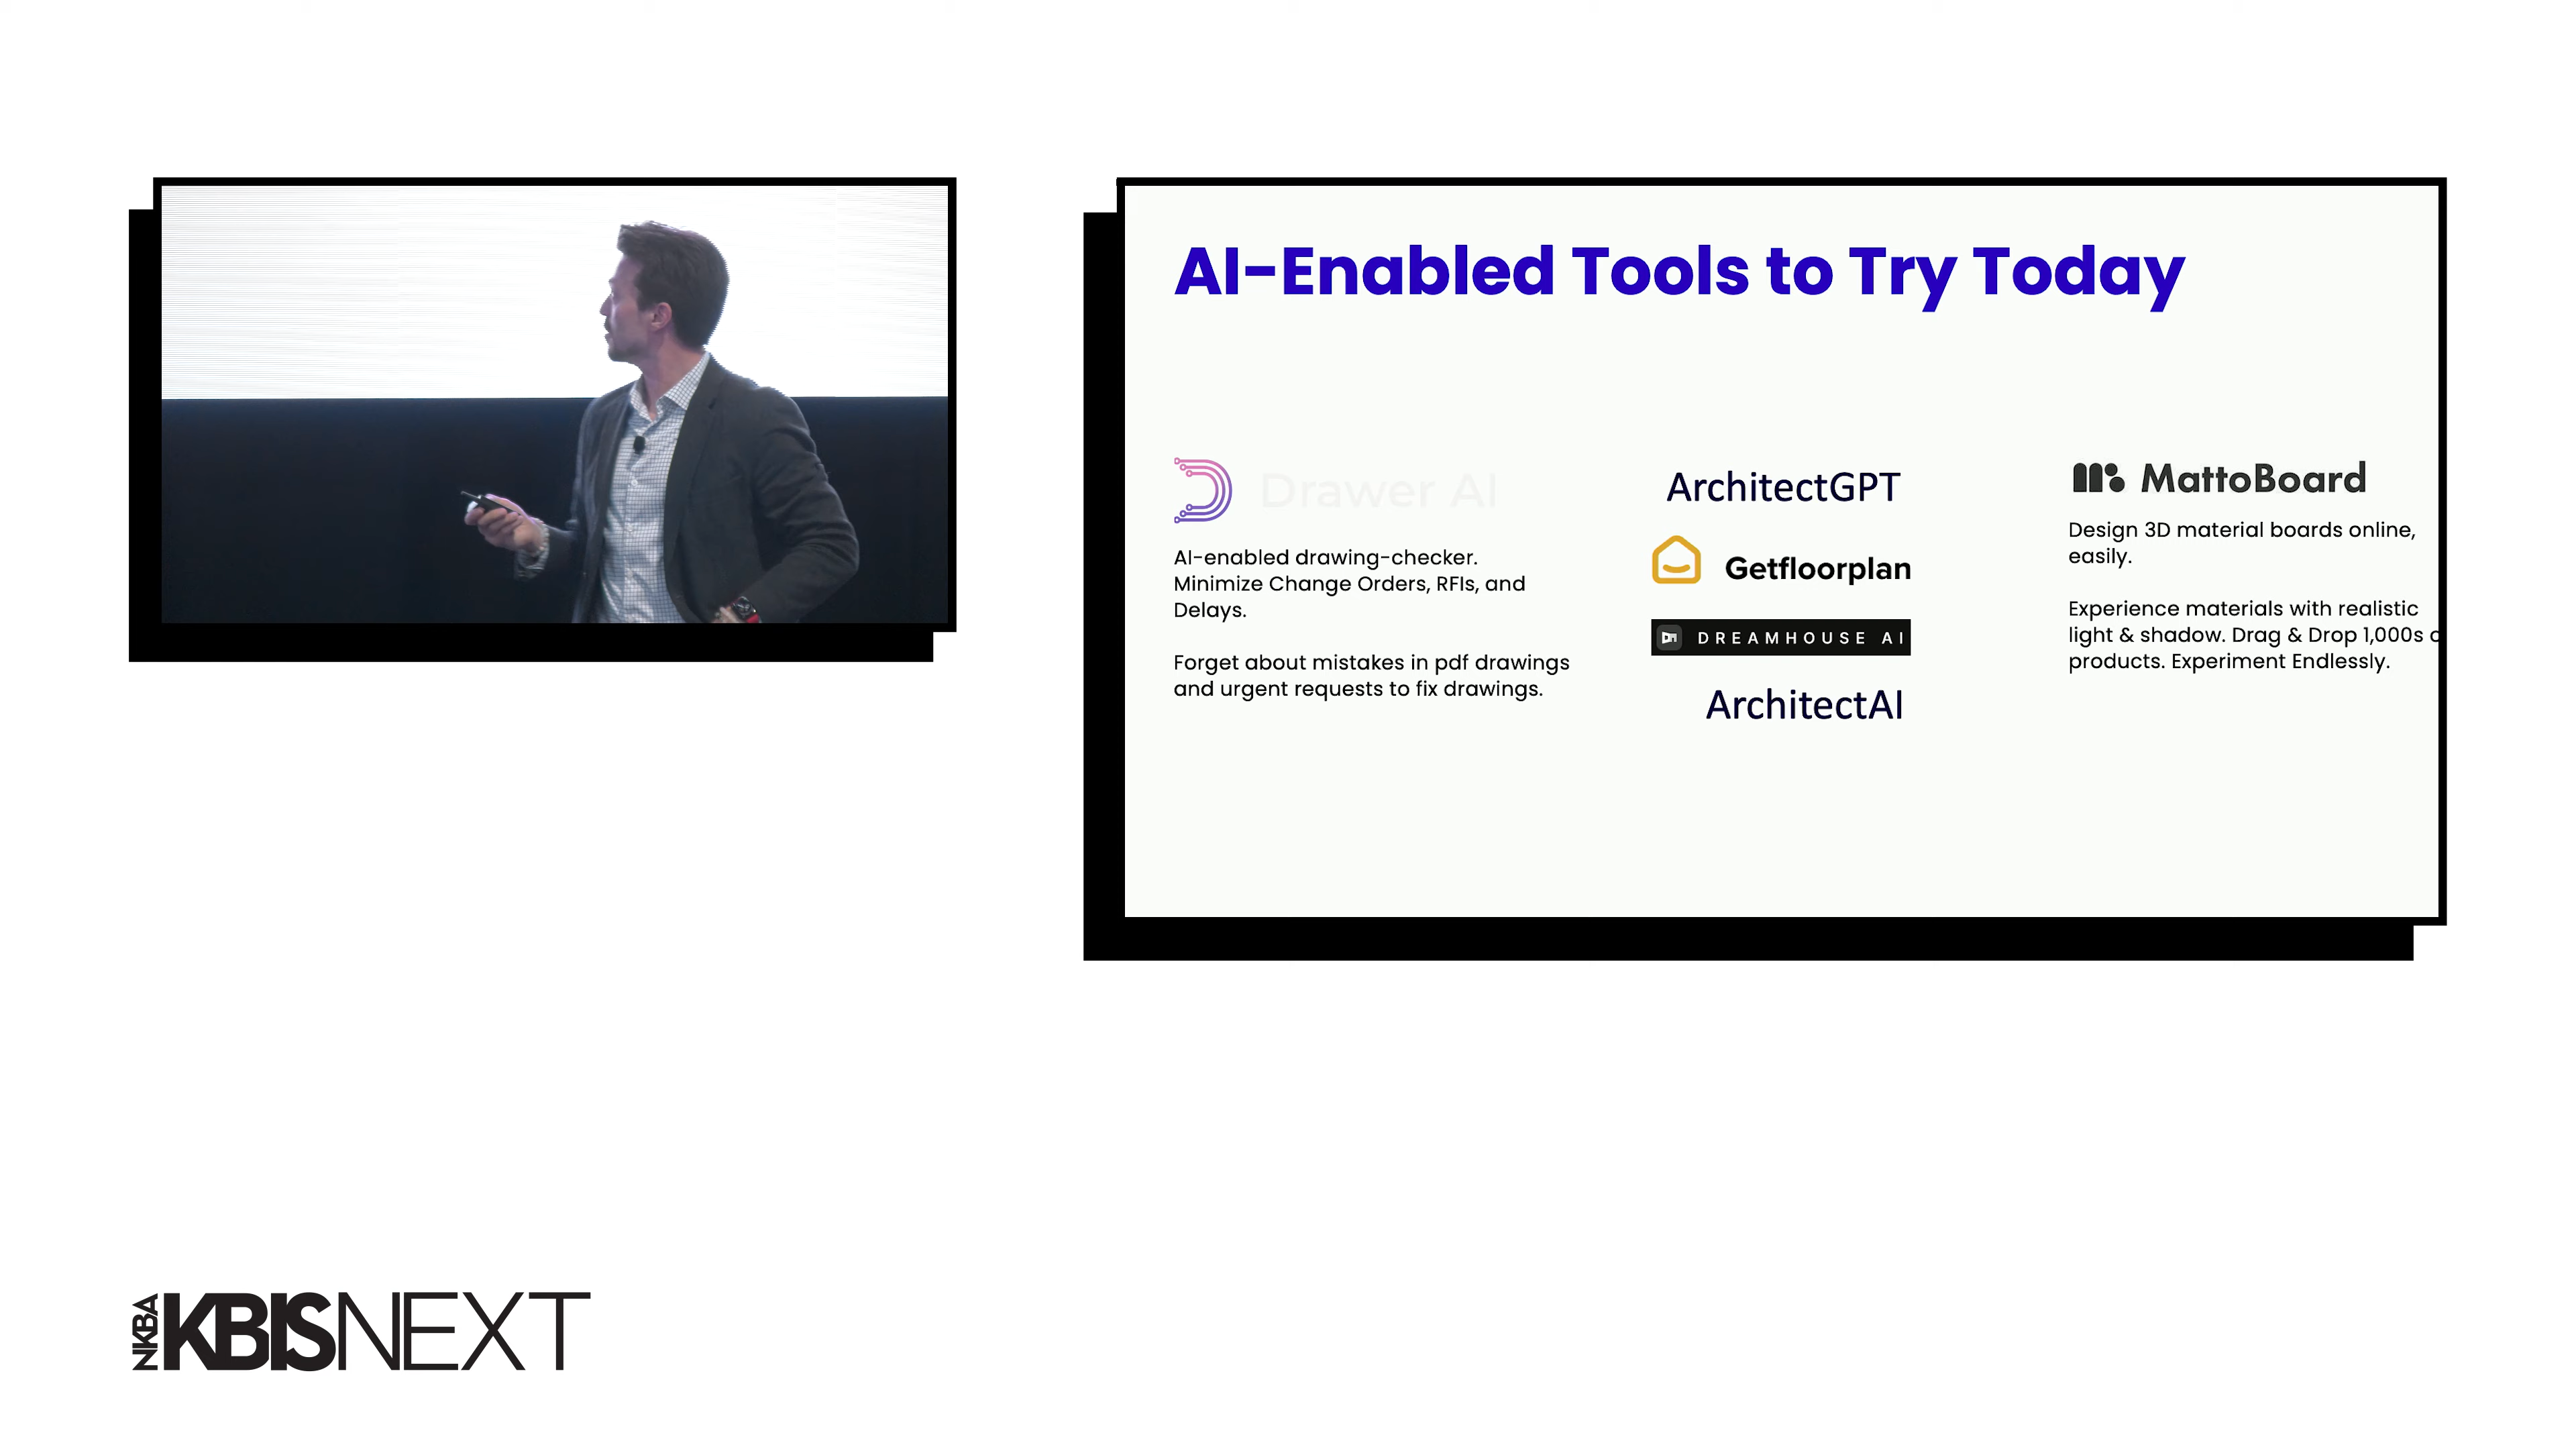 AI-Enabled Tools to Try Today
Drawer AI
AI-enabled drawing-checker.
Minimize Change Orders, RFIs, and
Delays.
Forget about mistakes in pdf drawings
and urgent requests to fix drawings.
ArchitectGPT
Getfloorplan
DREAMHOUSE AI
ArchitectAI
MattoBoard
Design 3D material boards online,
easily.
Experience materials with realistic
light & shadow. Drag & Drop 1,000s
products. Experiment Endlessly.
NKBA
KBISNEXT